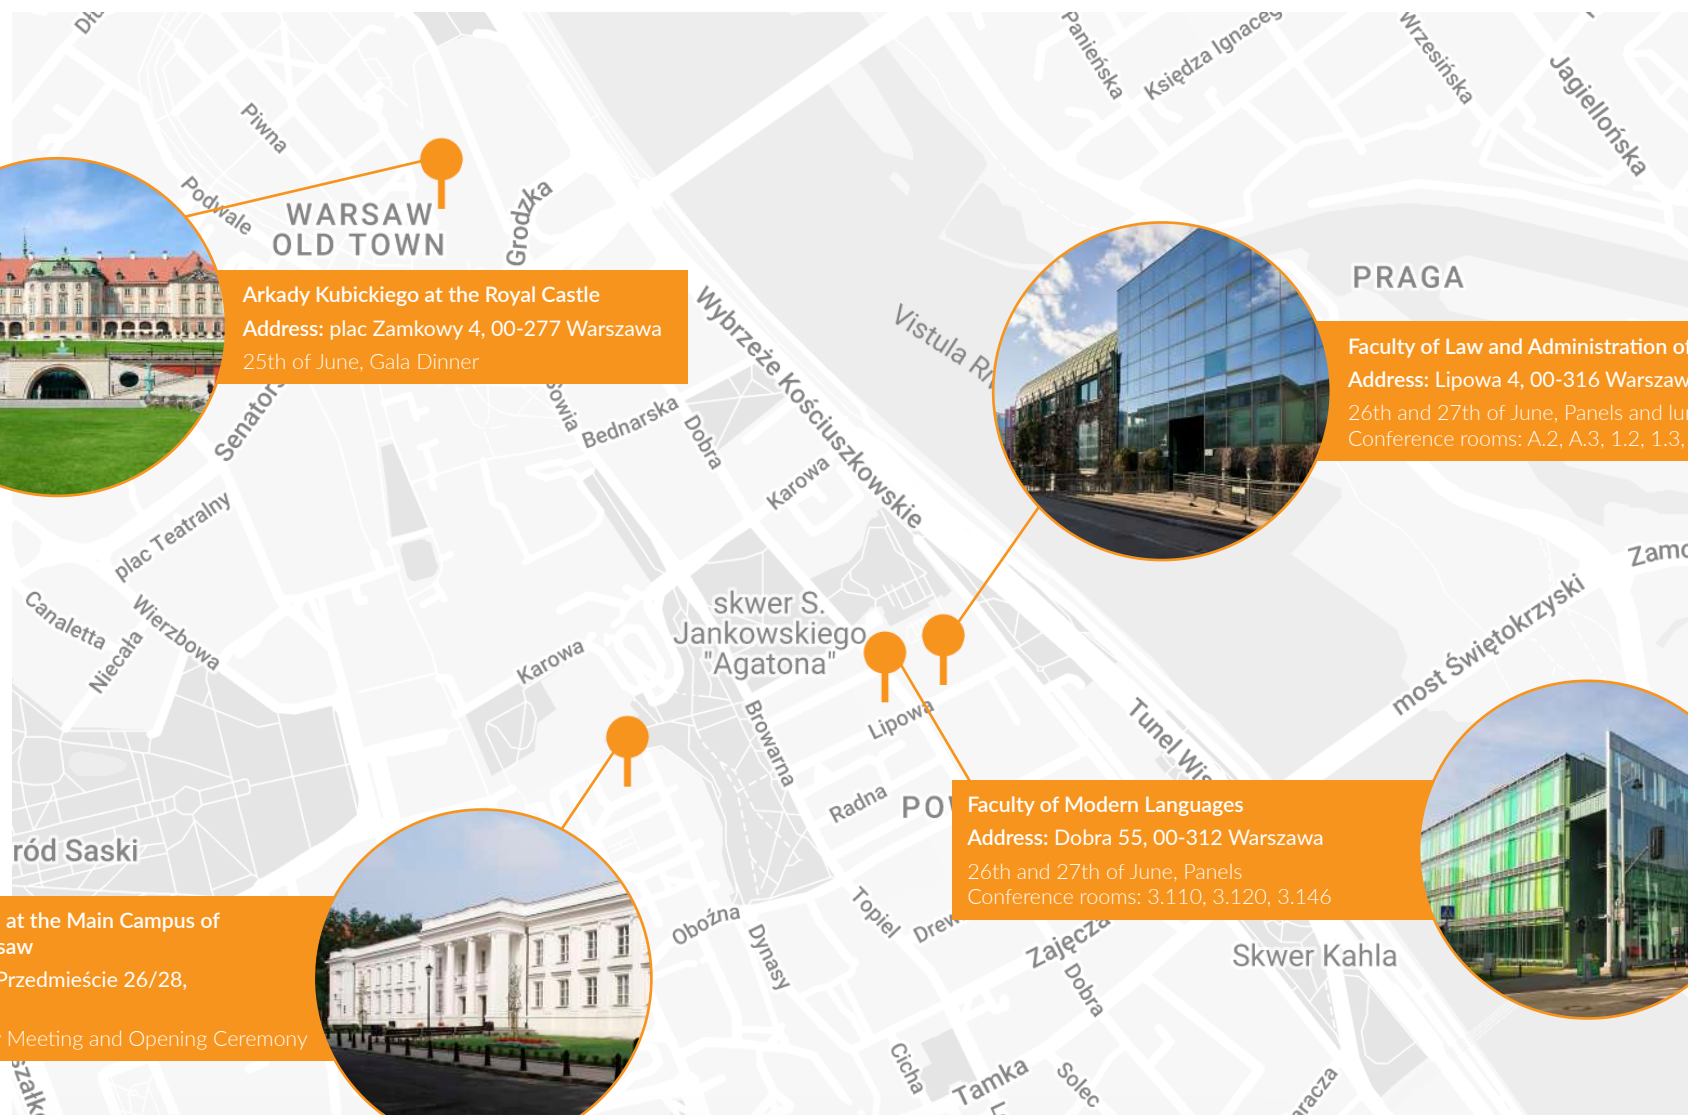 Panieńska
Księdza Ignaceg
Wrzesińska
Jagiellońska
Piwna
Podwale
WARSAW
OLD TOWN
Grodzka
PRAGA
Arkady Kubickiego at the Royal Castle
Address: plac Zamkowy 4, 00-277 Warszawa
25th of June, Gala Dinner
Wybrzeże Kościuszkowskie
Vistula
Faculty of Law and Administration of
Address: Lipowa 4, 00-316 Warszaw
26th and 27th of June, Panels and lu
Conference rooms: A.2, A.3, 1.2, 1.3,
Senators
Bednarska
Dobra
Karowa
plac Teatralny
Canaletta
Niecała
Wierzbowa
Karowa
skwer S.
Jankowskiego
"Agatona"
most Świętokrzyski
Lipowa
Browarna
Tunel Wis
Radna
Faculty of Modern Languages
Address: Dobra 55, 00-312 Warszawa
26th and 27th of June, Panels
Conference rooms: 3.110, 3.120, 3.146
ród Saski
at the Main Campus of
saw
Przedmieście 26/28,
Meeting and Opening Ceremony
Oboźna
Dynasy
Topiel
Drew
Zajęcza
Dobra
Skwer Kahla
Cicha
Tamka
Solec